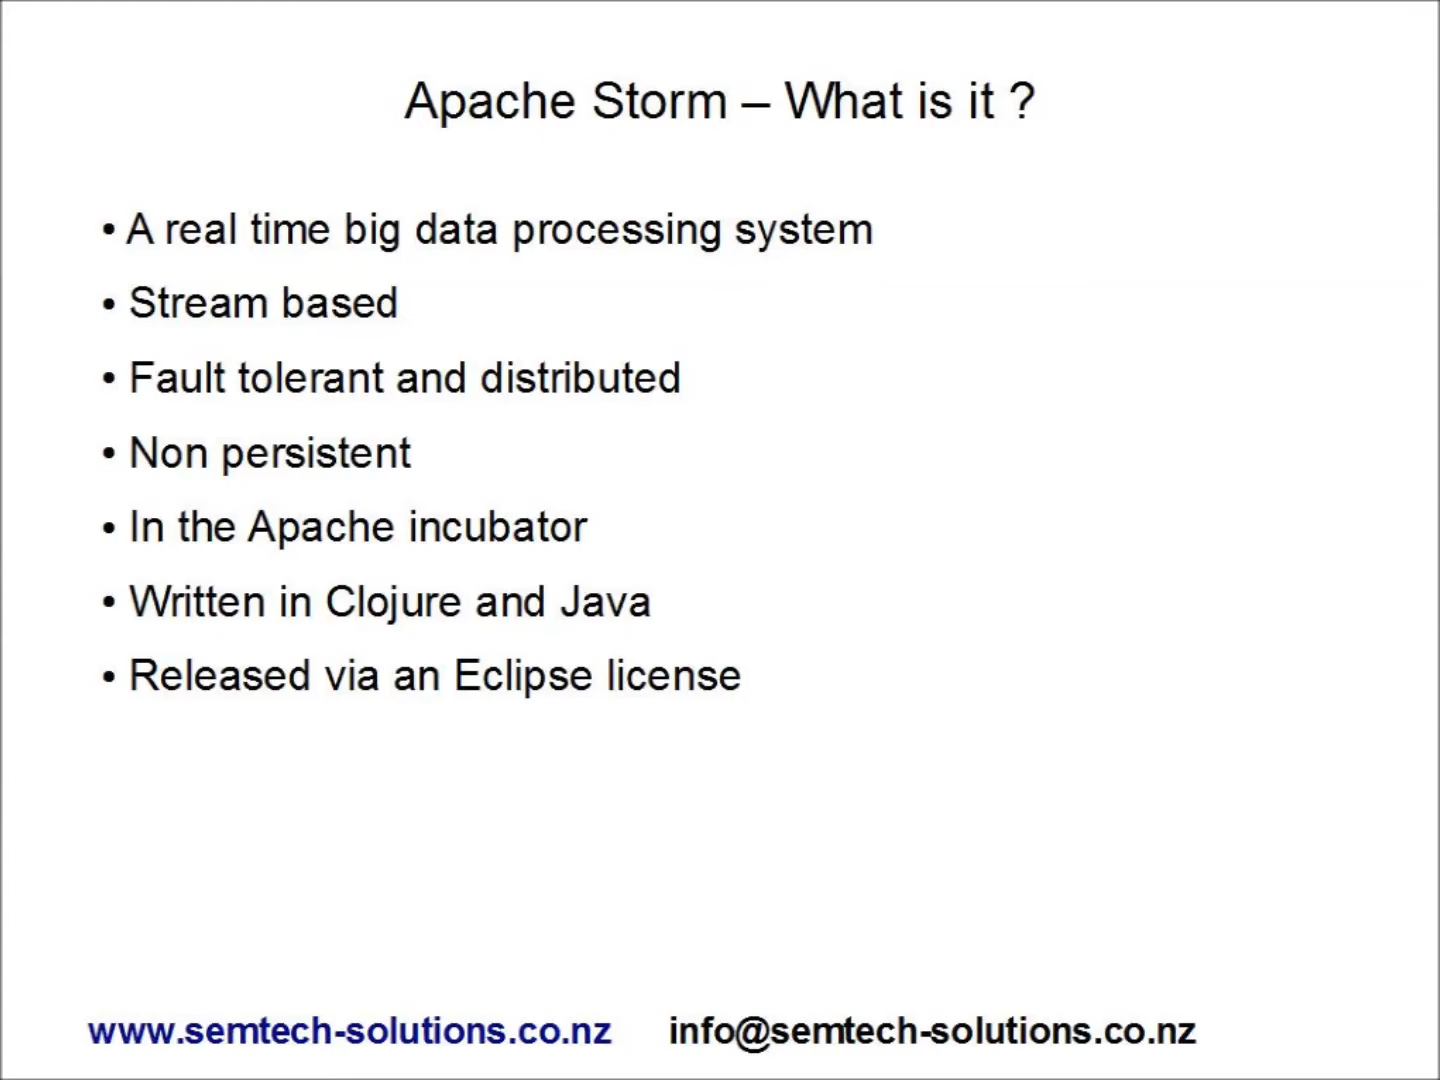 Apache Storm – What is it ?
• A real time big data processing system
• Stream based
• Fault tolerant and distributed
• Non persistent
• In the Apache incubator
• Written in Clojure and Java
• Released via an Eclipse license
www.semtech-solutions.co.nz info@semtech-solutions.co.nz